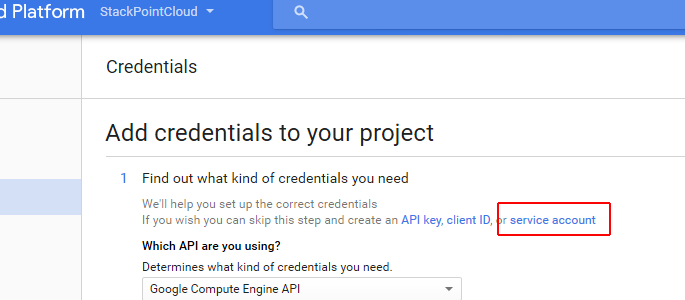 d Platform StackPointCloud
Credentials
Add credentials to your project
1 Find out what kind of credentials you need
We'll help you set up the correct credentials
If you wish you can skip this step and create an API key, client ID, or service account
Which API are you using?
Determines what kind of credentials you need.
Google Compute Engine API